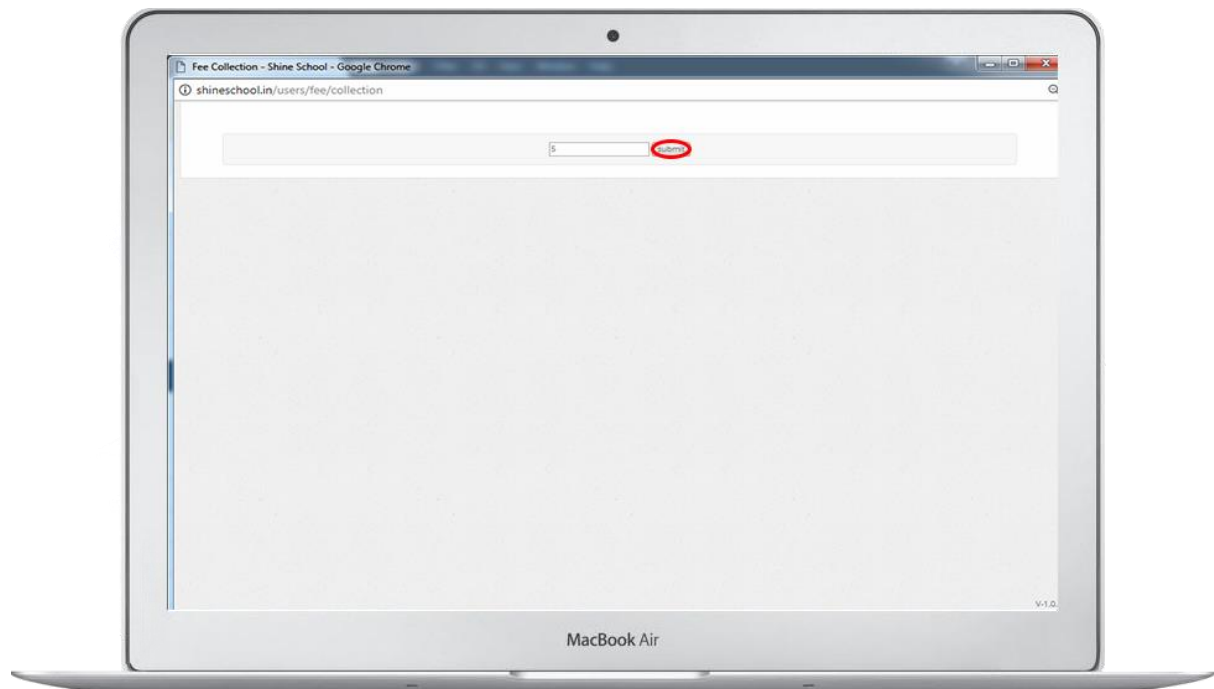 Fee Collection - Shine School - Google Chrome
shineschool.in/users/fee/collection
5 submit
V-1.0.
MacBook Air